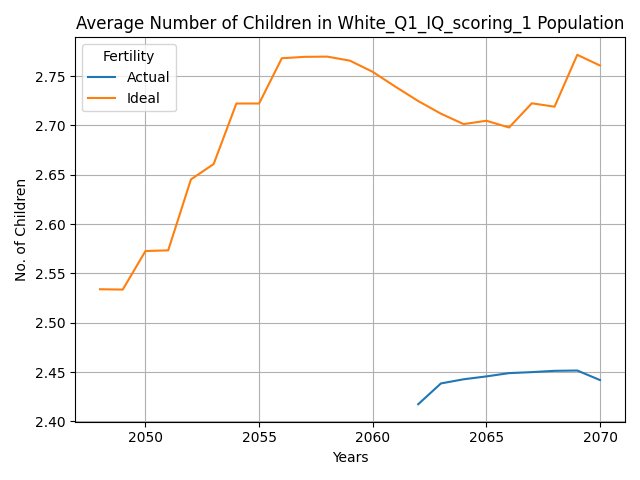 Average Number of Children in White_Q1_IQ_scoring_1 Population
Fertility
Actual
Ideal
No. of Children
2.75
2.70
2.65
2.60
2.55
2.50
2.45
2.40
2050 2055 2060 2065 2070
Years